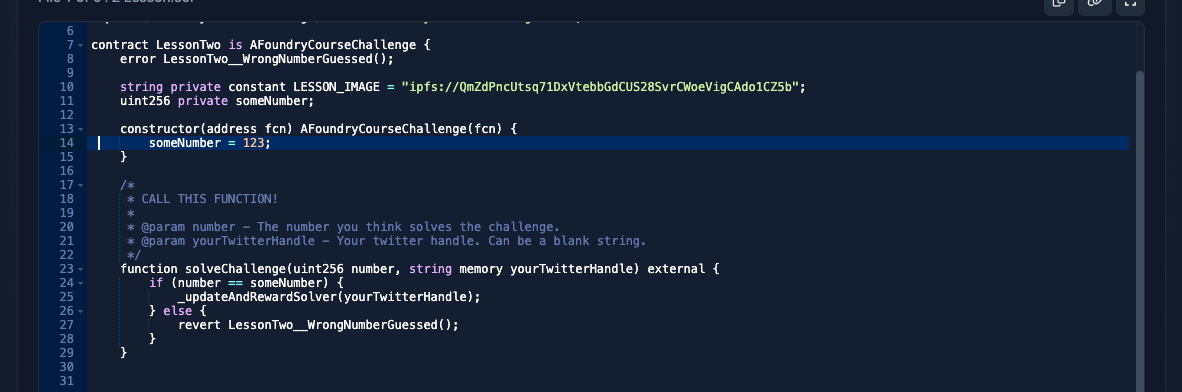 6
7 contract LessonTwo is AFoundryCourseChallenge {
8     error LessonTwo__WrongNumberGuessed();
9
10     string private constant LESSON_IMAGE = "ipfs://QmZdPncUtsq71DxVtebbGdCUS28SvrCWoeVigCAdo1CZ5b";
11     uint256 private someNumber;
12
13     constructor(address fcn) AFoundryCourseChallenge(fcn) {
14         someNumber = 123;
15     }
16
17     /*
18      * CALL THIS FUNCTION!
19      *
20      * @param number – The number you think solves the challenge.
21      * @param yourTwitterHandle – Your twitter handle. Can be a blank string.
22      */
23     function solveChallenge(uint256 number, string memory yourTwitterHandle) external {
24         if (number == someNumber) {
25             _updateAndRewardSolver(yourTwitterHandle);
26         } else {
27             revert LessonTwo__WrongNumberGuessed();
28         }
29     }
30
31